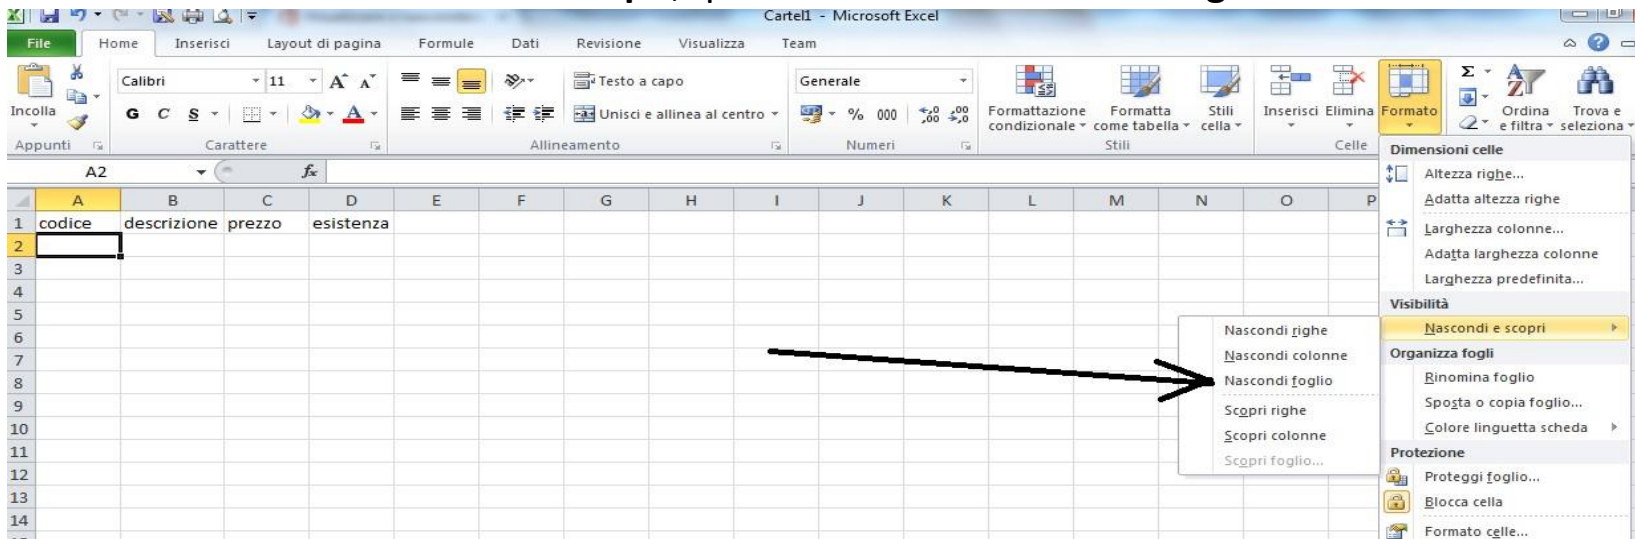 Cartel1 - Microsoft Excel
File Home Inserisci Layout di pagina Formule Dati Revisione Visualizza Team
Calibri 11 A A Testo a capo Generale Σ
Incolla G C S A Unisci e allinea al centro % 000 Formattazione condizionale Formatta come tabella Stili cella Inserisci Elimina Formato Ordina e filtra Trova e seleziona
Appunti Carattere Allineamento Numeri Stili Celle
A2 fx
A B C D E F G H I J K L M N O P
1 codice descrizione prezzo esistenza
2
3
4
5
6
7
8
9
10
11
12
13
14
Dimensioni celle
Altezza righe...
Adatta altezza righe
Larghezza colonne...
Adatta larghezza colonne
Larghezza predefinita...
Visibilità
Nascondi e scopri
Organizza fogli
Rinomina foglio
Sposta o copia foglio...
Colore linguetta scheda
Protezione
Proteggi foglio...
Blocca cella
Formato celle...
Nascondi righe
Nascondi colonne
Nascondi foglio
Scopri righe
Scopri colonne
Scopri foglio...